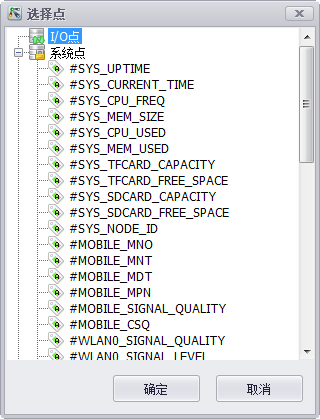 选择点
I/O点
系统点
#SYS_UPTIME
#SYS_CURRENT_TIME
#SYS_CPU_FREQ
#SYS_MEM_SIZE
#SYS_CPU_USED
#SYS_MEM_USED
#SYS_TFCARD_CAPACITY
#SYS_TFCARD_FREE_SPACE
#SYS_SDCARD_CAPACITY
#SYS_SDCARD_FREE_SPACE
#SYS_NODE_ID
#MOBILE_MNO
#MOBILE_MNT
#MOBILE_MDT
#MOBILE_MPN
#MOBILE_SIGNAL_QUALITY
#MOBILE_CSQ
#WLAN0_SIGNAL_QUALITY
#WLAN0_SIGNAL_LEVEL
确定 取消